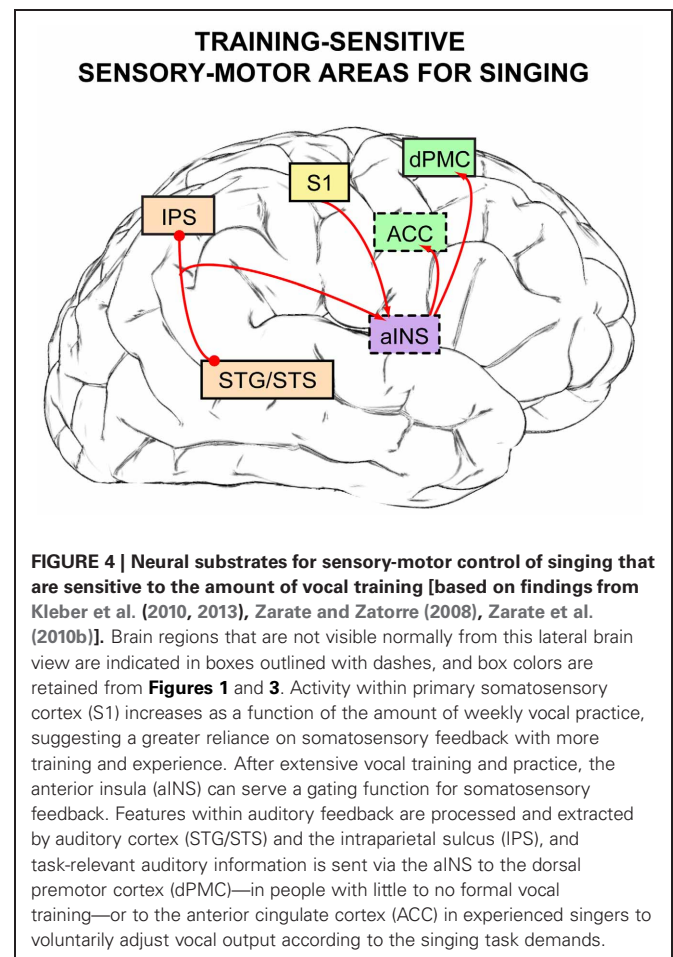 TRAINING-SENSITIVE
SENSORY-MOTOR AREAS FOR SINGING
dPMC
S1
IPS
ACC
aINS
STG/STS
FIGURE 4 | Neural substrates for sensory-motor control of singing that
are sensitive to the amount of vocal training [based on findings from
Kleber et al. (2010, 2013), Zarate and Zatorre (2008), Zarate et al.
(2010b)]. Brain regions that are not visible normally from this lateral brain
view are indicated in boxes outlined with dashes, and box colors are
retained from Figures 1 and 3. Activity within primary somatosensory
cortex (S1) increases as a function of the amount of weekly vocal practice,
suggesting a greater reliance on somatosensory feedback with more
training and experience. After extensive vocal training and practice, the
anterior insula (aINS) can serve a gating function for somatosensory
feedback. Features within auditory feedback are processed and extracted
by auditory cortex (STG/STS) and the intraparietal sulcus (IPS), and
task-relevant auditory information is sent via the aINS to the dorsal
premotor cortex (dPMC)—in people with little to no formal vocal
training—or to the anterior cingulate cortex (ACC) in experienced singers to
voluntarily adjust vocal output according to the singing task demands.